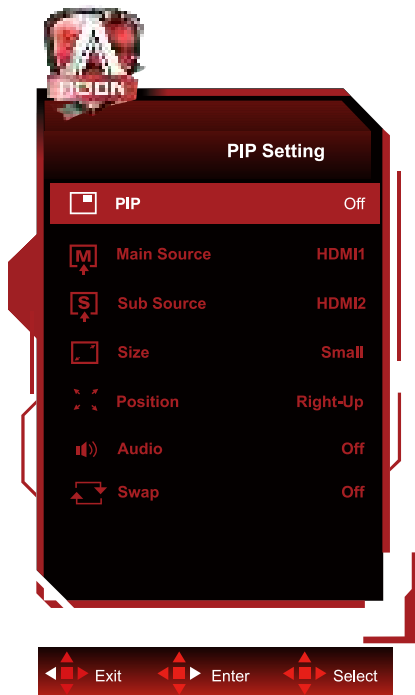 PIP Setting
PIP Off
M Main Source HDMI1
S Sub Source HDMI2
Size Small
Position Right-Up
Audio Off
Swap Off
Exit Enter Select